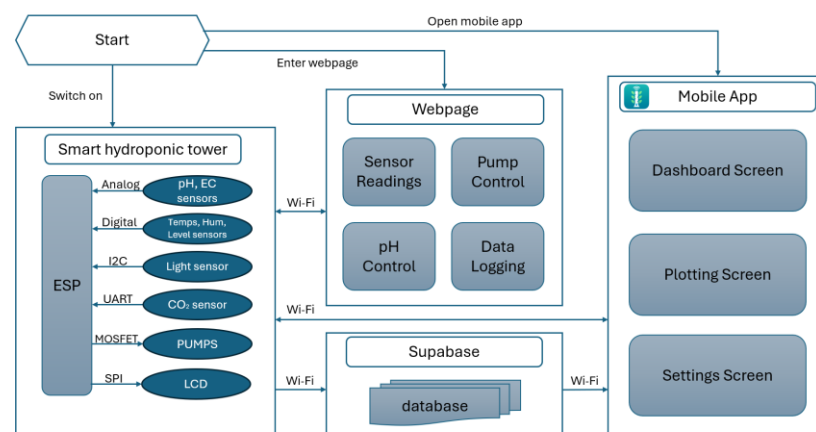 Start
Open mobile app
Enter webpage
Switch on
Smart hydroponic tower
ESP
Analog
pH, EC
sensors
Digital
Temps, Hum,
Level sensors
I2C
Light sensor
UART
CO₂ sensor
MOSFET
PUMPS
SPI
LCD
Wi-Fi
Webpage
Sensor
Readings
Pump
Control
pH
Control
Data
Logging
Wi-Fi
Wi-Fi
Supabase
database
Wi-Fi
Mobile App
Dashboard Screen
Plotting Screen
Settings Screen